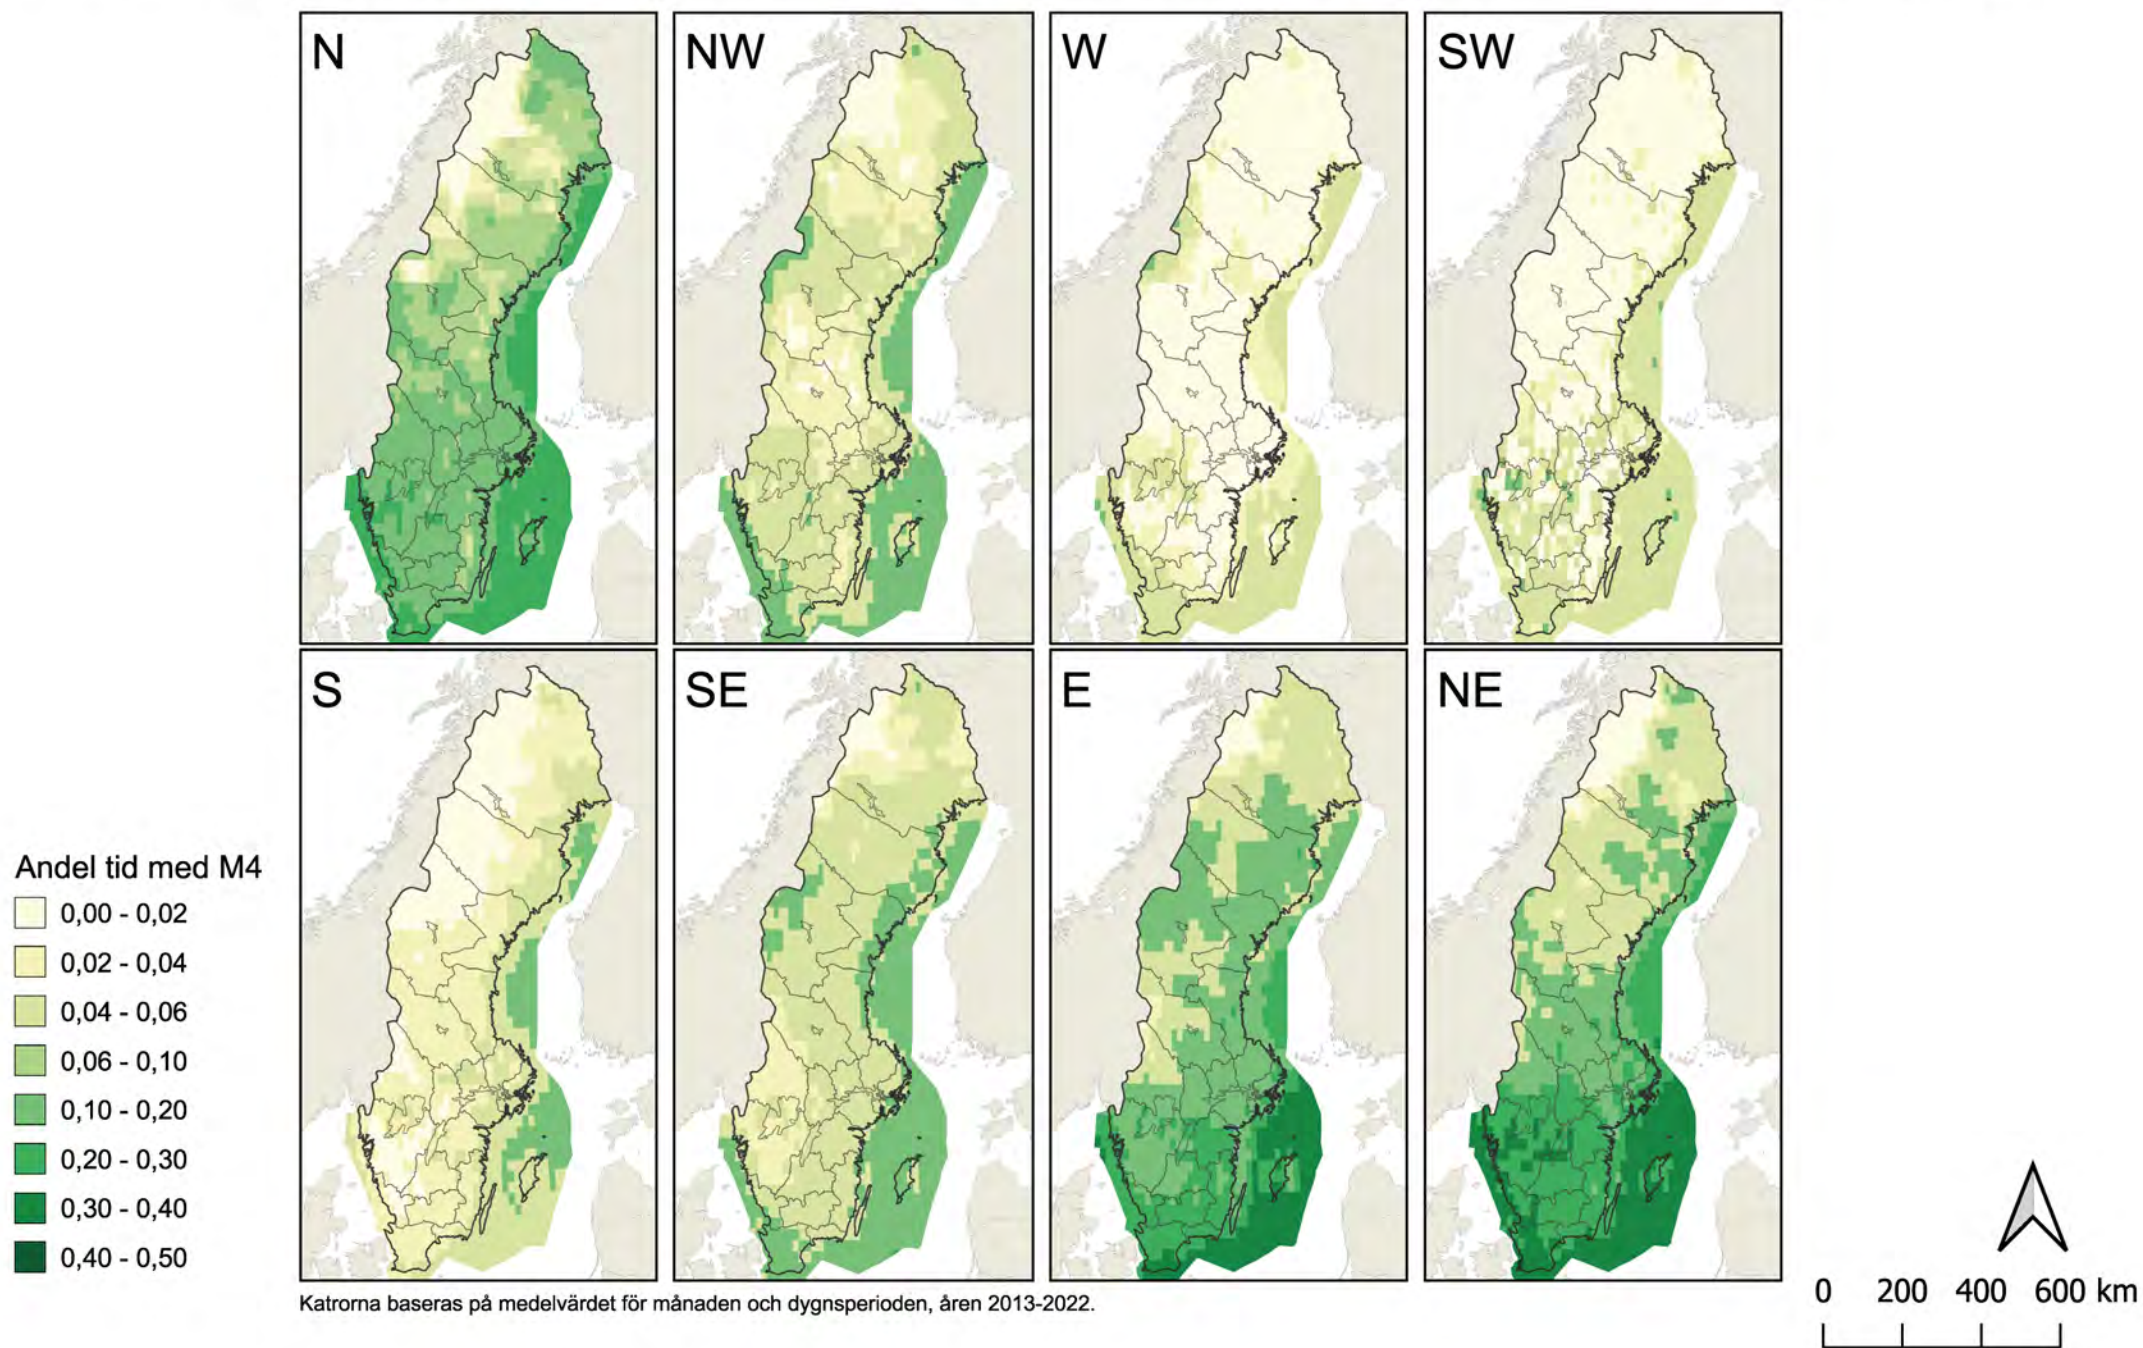 N
NW
W
SW
S
SE
E
NE
Andel tid med M4
0,00 - 0,02
0,02 - 0,04
0,04 - 0,06
0,06 - 0,10
0,10 - 0,20
0,20 - 0,30
0,30 - 0,40
0,40 - 0,50
Katrorna baseras på medelvärdet för månaden och dygnsperioden, åren 2013-2022.
0 200 400 600 km